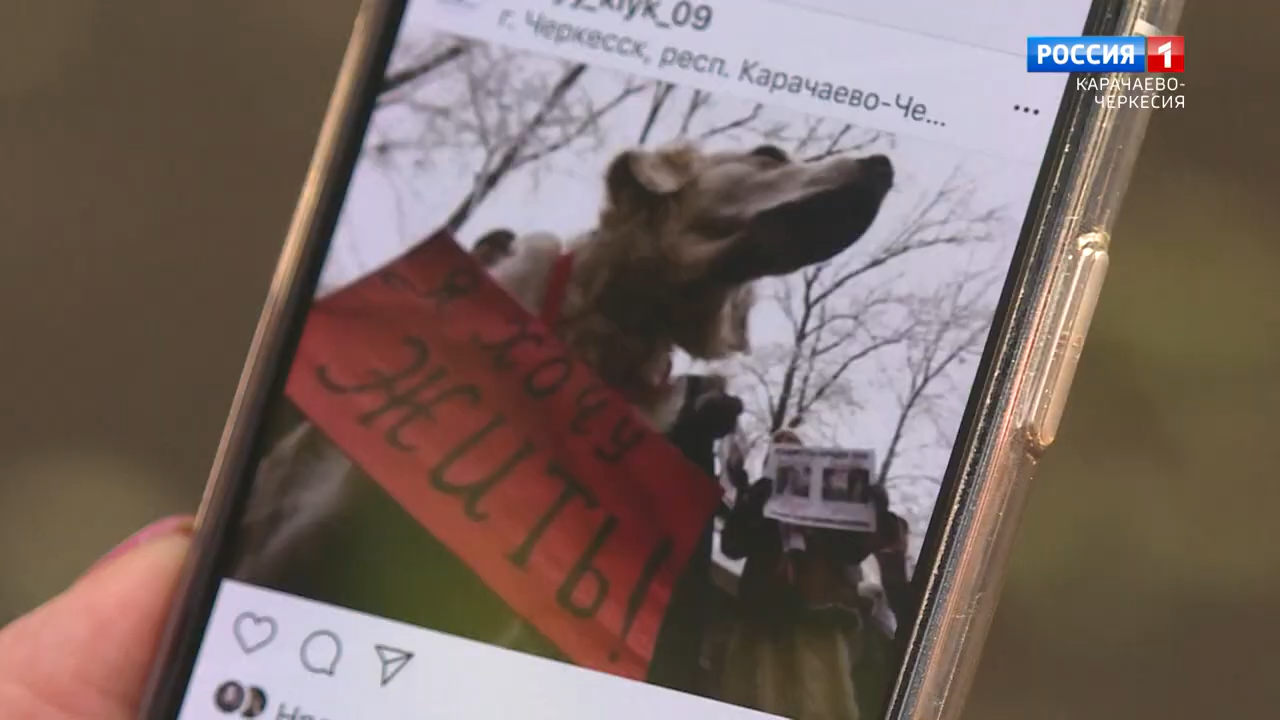 г. Черкесск, респ. Карачаево-Че...
РОССИЯ 1
КАРАЧАЕВО-
ЧЕРКЕСИЯ
Я хочу
ЖИТЬ!